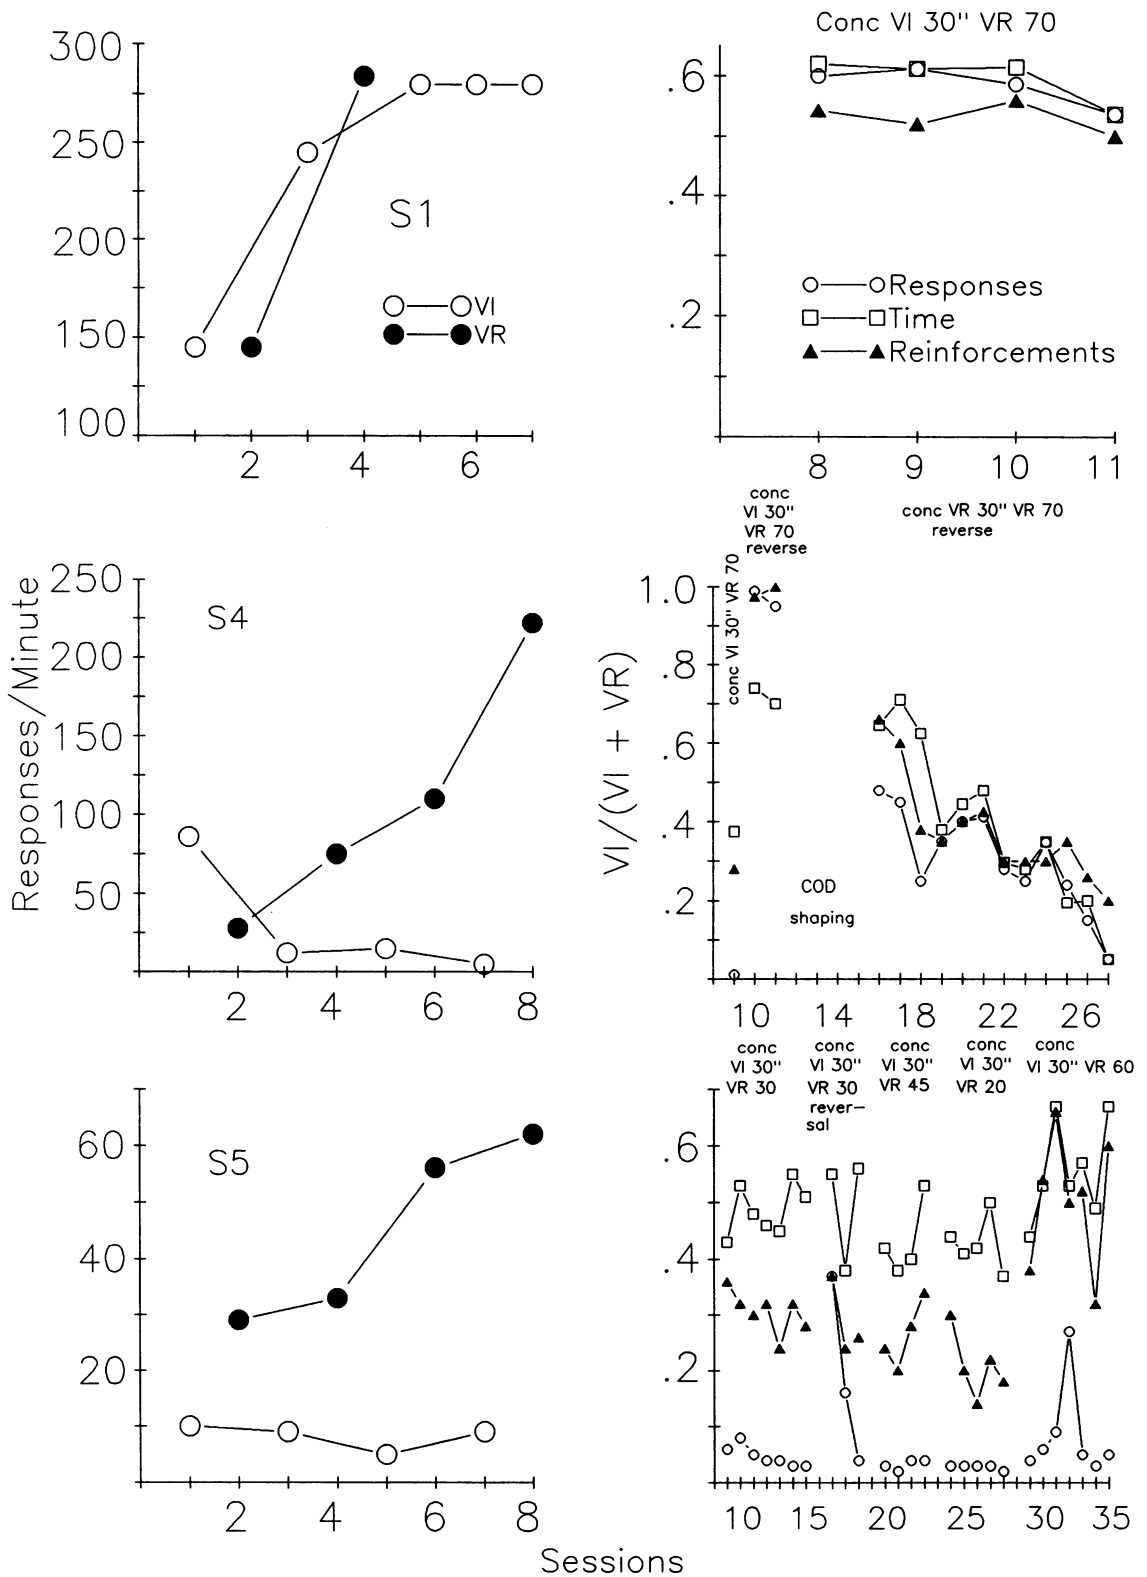 Conc VI 30" VR 70
300
250
200
150
100
S1
VI
VR
2 4 6
.6
.4
.2
Responses
Time
Reinforcements
8 9 10 11
Responses/Minute
250
200
150
100
50
S4
2 4 6 8
VI/(VI + VR)
conc
VI 30"
VR 70
reverse
conc VR 30" VR 70
reverse
conc VI 30" VR 70
1.0
.8
.6
.4
.2
COD
shaping
10 14 18 22 26
60
40
20
S5
2 4 6 8
conc
VI 30"
VR 30
conc
VI 30"
VR 30
rever-
sal
conc
VI 30"
VR 45
conc
VI 30"
VR 20
conc
VI 30" VR 60
.6
.4
.2
10 15 20 25 30 35
Sessions